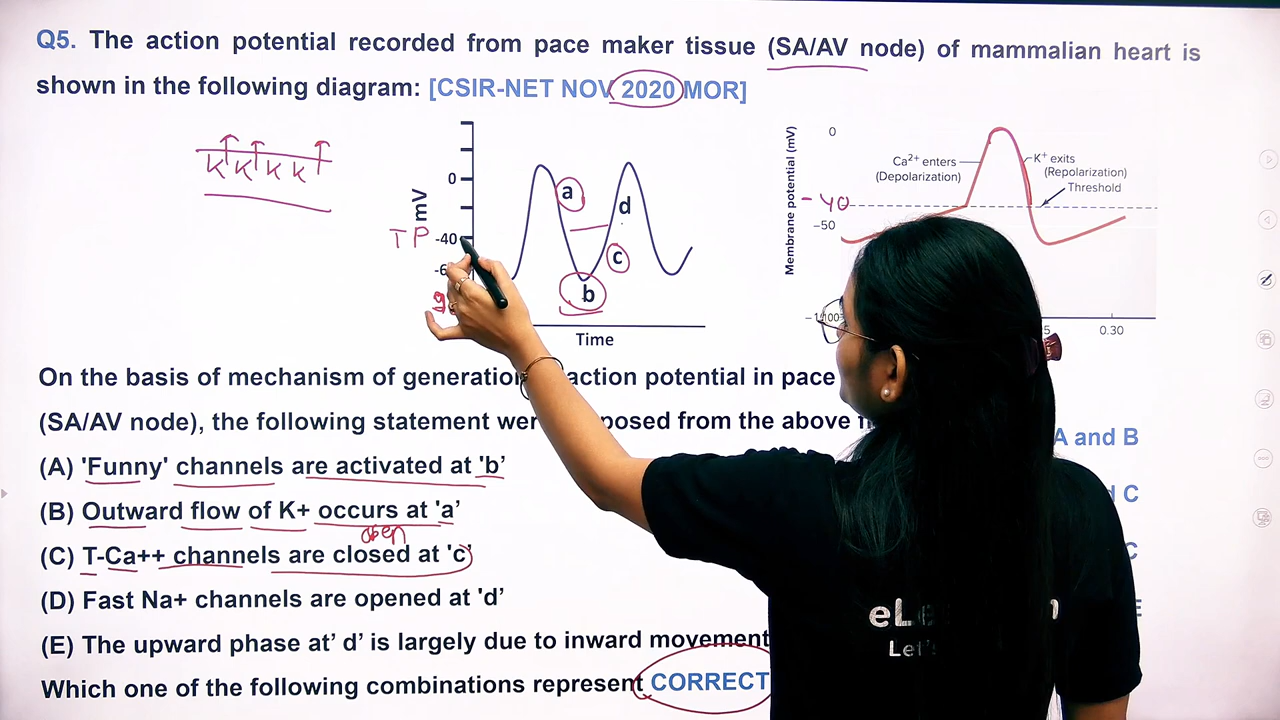 Q5. The action potential recorded from pace maker tissue (SA/AV node) of mammalian heart is
shown in the following diagram: [CSIR-NET NOV 2020 MOR]
K K K K
mV
0
-40
TP
a
b
c
d
Time
Membrane potential (mV)
0
- 40
-50
Ca²⁺ enters
(Depolarization)
K⁺ exits
(Repolarization)
Threshold
0.30
On the basis of mechanism of generation action potential in pace
(SA/AV node), the following statement posed from the above
(A) 'Funny' channels are activated at 'b'
(B) Outward flow of K+ occurs at 'a'
open
(C) T-Ca++ channels are closed at 'c'
(D) Fast Na+ channels are opened at 'd'
(E) The upward phase at' d' is largely due to inward movement
Which one of the following combinations represent CORRECT
A and B
C
C
E